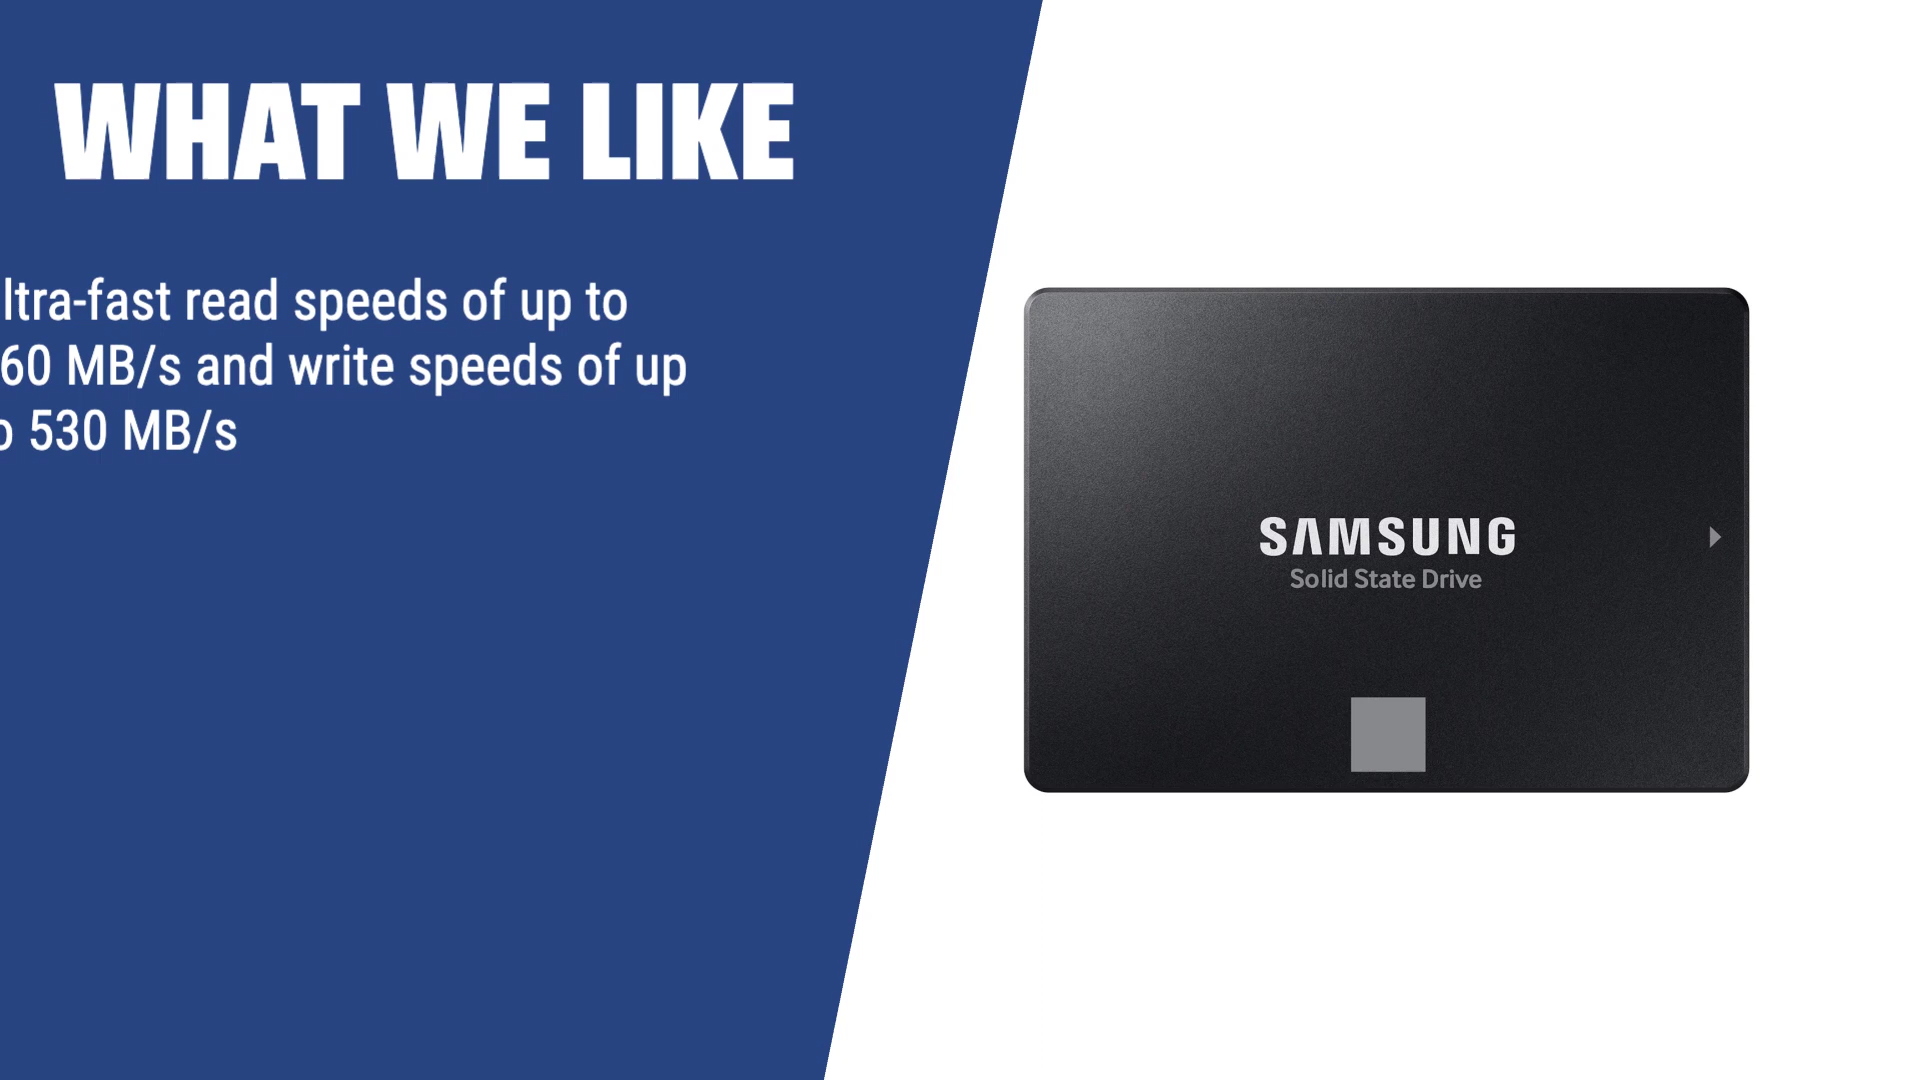 WHAT WE LIKE
ltra-fast read speeds of up to
60 MB/s and write speeds of up
o 530 MB/s
SAMSUNG
Solid State Drive